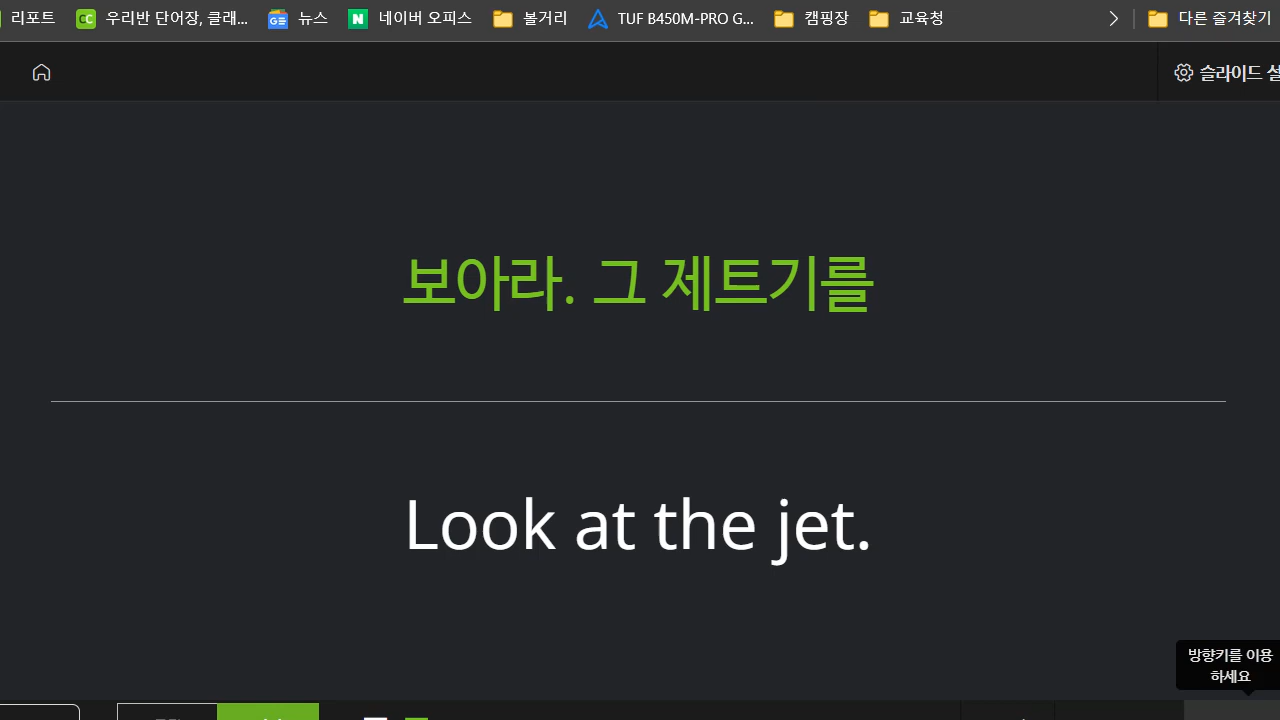 리포트 우리반 단어장, 클래... 뉴스 네이버 오피스 볼거리 TUF B450M-PRO G... 캠핑장 교육청 다른 즐겨찾기
슬라이드 설
보아라. 그 제트기를
Look at the jet.
방향키를 이용
하세요